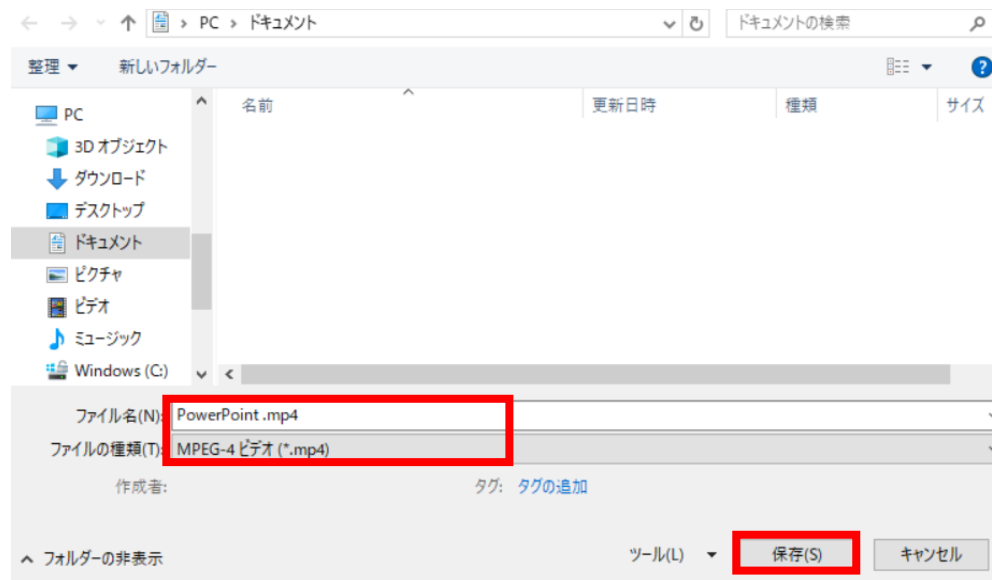 PC › ドキュメント ドキュメントの検索
整理 新しいフォルダー ?
名前 更新日時 種類 サイズ
PC
3D オブジェクト
ダウンロード
デスクトップ
ドキュメント
ピクチャ
ビデオ
ミュージック
Windows (C:)
ファイル名(N): PowerPoint .mp4
ファイルの種類(T): MPEG-4 ビデオ (*.mp4)
作成者: タグ: タグの追加
フォルダーの非表示 ツール(L) 保存(S) キャンセル